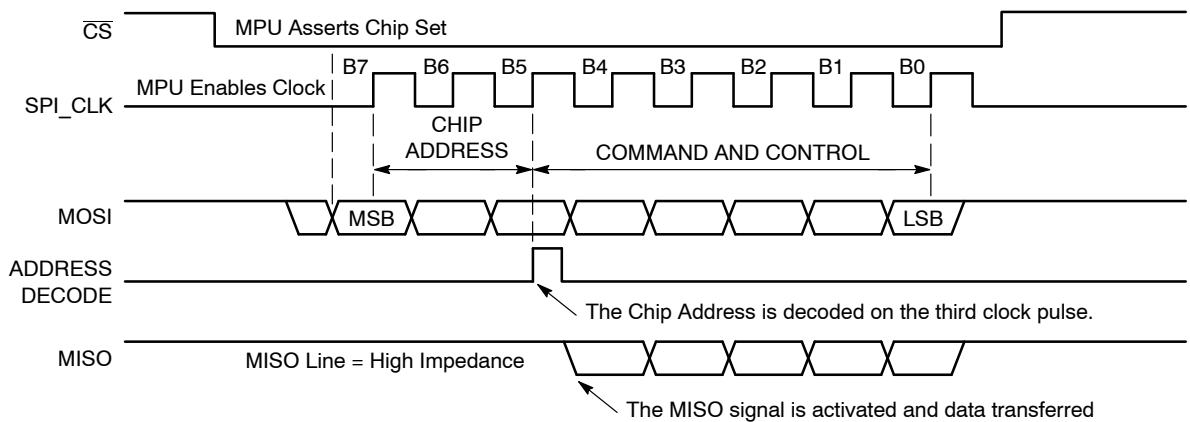 CS
MPU Asserts Chip Set
B7 B6 B5 B4 B3 B2 B1 B0
MPU Enables Clock
SPI_CLK
CHIP
ADDRESS
COMMAND AND CONTROL
MOSI
MSB
LSB
ADDRESS
DECODE
The Chip Address is decoded on the third clock pulse.
MISO
MISO Line = High Impedance
The MISO signal is activated and data transferred